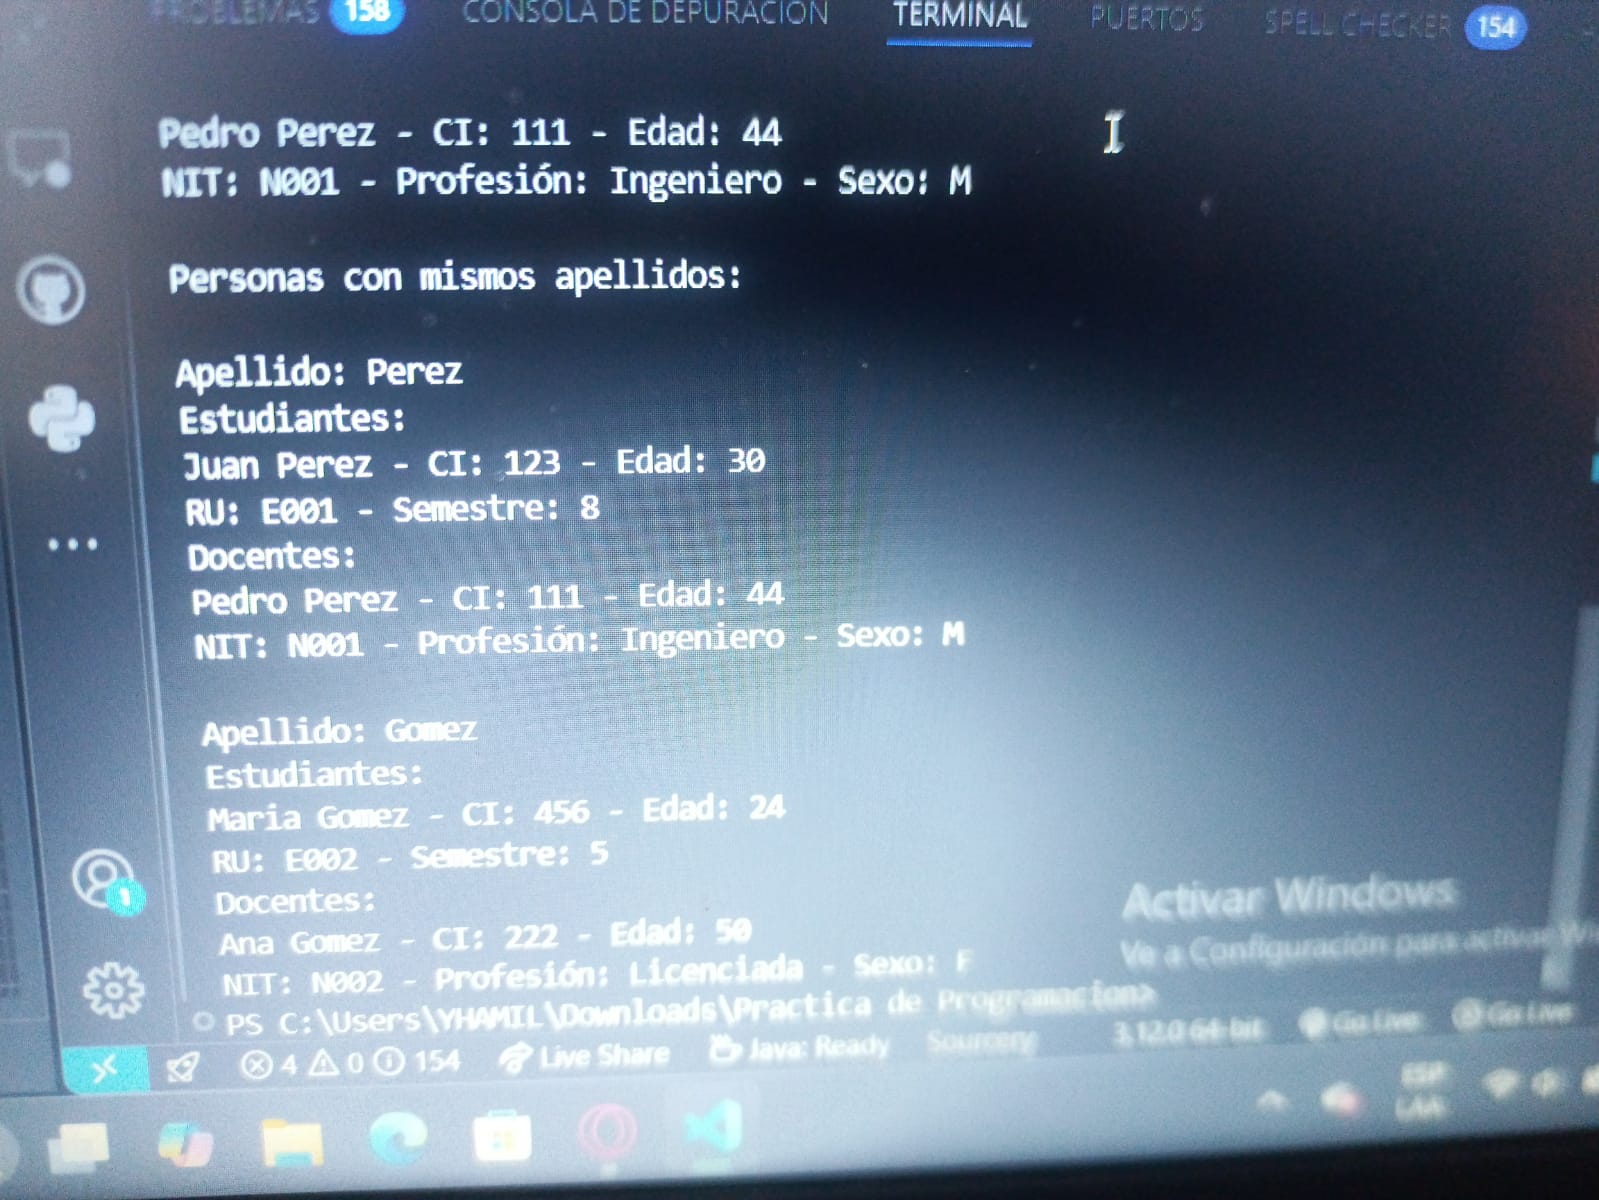 PROBLEMAS 158 CONSOLA DE DEPURACIÓN TERMINAL PUERTOS SPELL CHECKER 154
Pedro Perez - CI: 111 - Edad: 44
NIT: N001 - Profesión: Ingeniero - Sexo: M
Personas con mismos apellidos:
Apellido: Perez
Estudiantes:
Juan Perez - CI: 123 - Edad: 30
RU: E001 - Semestre: 8
Docentes:
Pedro Perez - CI: 111 - Edad: 44
NIT: N001 - Profesión: Ingeniero - Sexo: M
Apellido: Gomez
Estudiantes:
Maria Gomez - CI: 456 - Edad: 24
RU: E002 - Semestre: 5
Docentes:
Ana Gomez - CI: 222 - Edad: 50
NIT: N002 - Profesión: Licenciada - Sexo: F
PS C:\Users\YHAMIL\Downloads\Practica de Programacion>
Activar Windows
Ve a Configuración para activar Wi
1
4 0 154 Live Share Java: Ready Sourcery 3.12.0 64-bit Go Live Go Live
ESP
LAA